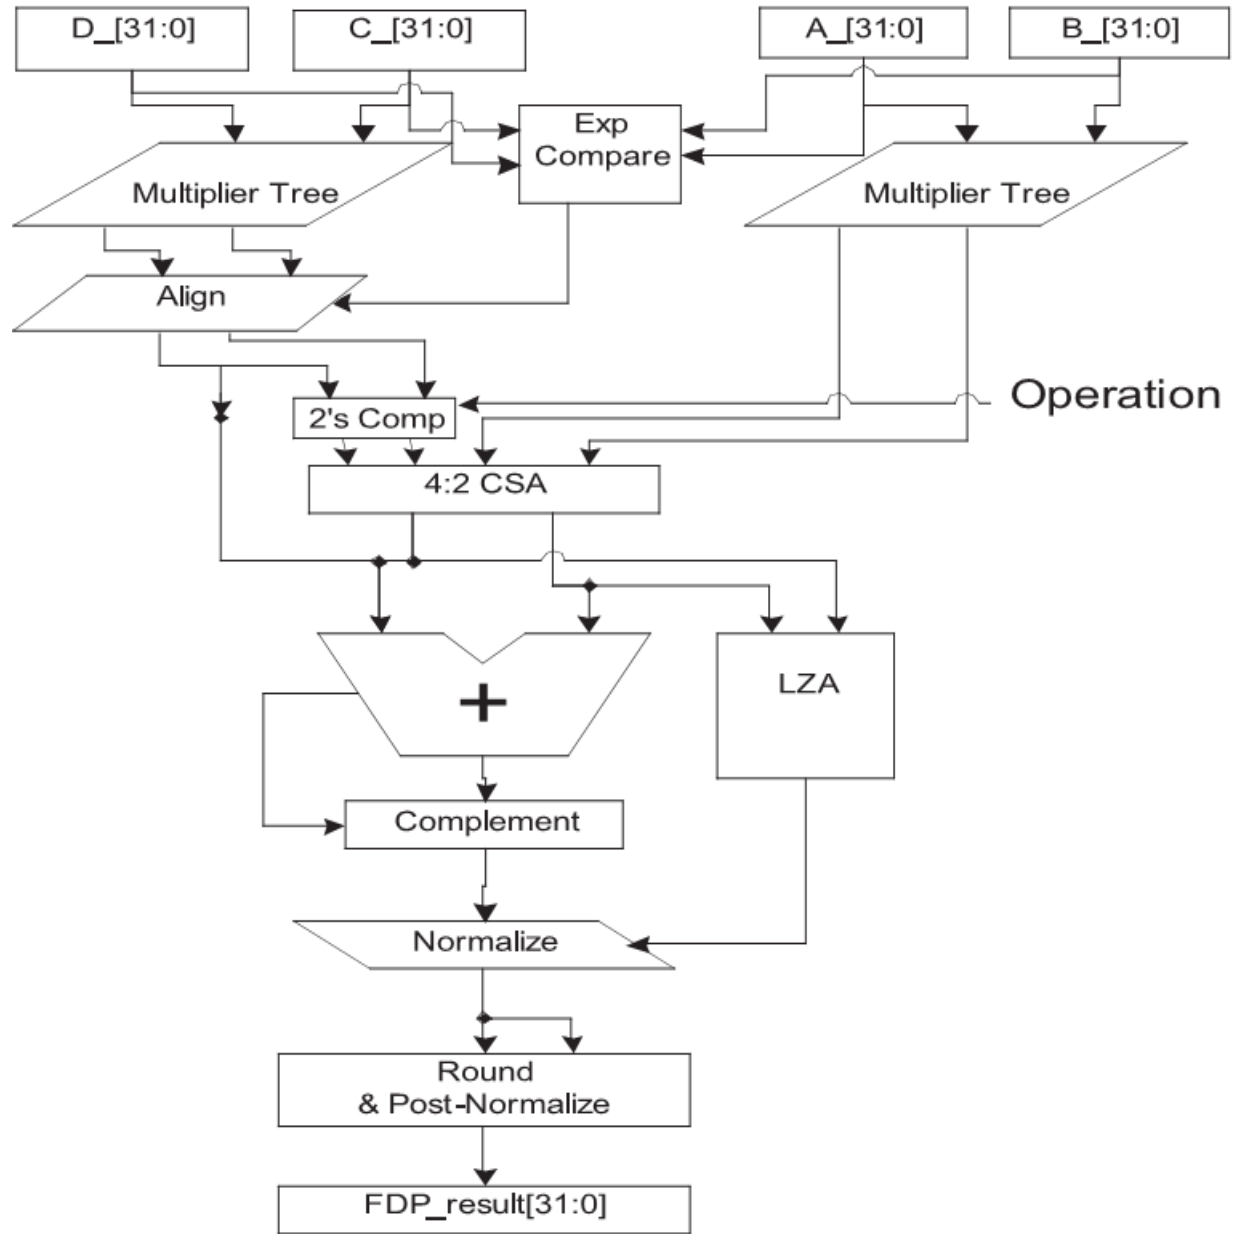 D_[31:0]
C_[31:0]
A_[31:0]
B_[31:0]
Exp
Compare
Multiplier Tree
Multiplier Tree
Align
Operation
2's Comp
4:2 CSA
+
LZA
Complement
Normalize
Round
& Post-Normalize
FDP_result[31:0]